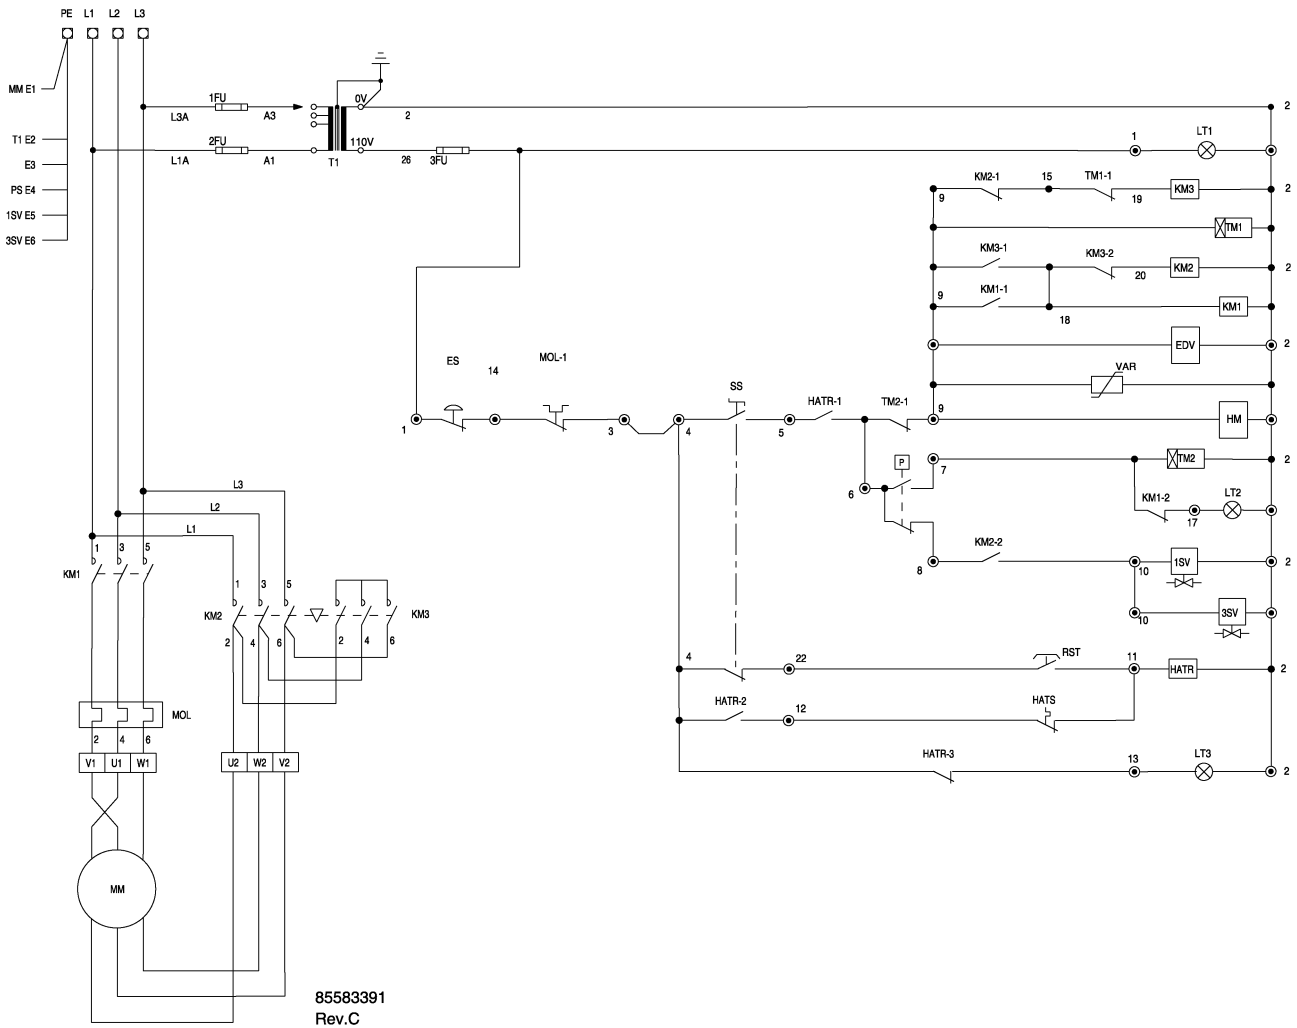 PE L1 L2 L3
MM E1
T1 E2
E3
PS E4
1SV E5
3SV E6
1FU
L3A A3
2FU
L1A A1
0V
110V
T1
2
26 3FU
1 LT1
2
KM2-1 15 TM1-1
9 19 KM3 2
TM1
KM3-1 KM3-2
20 KM2 2
9 KM1-1
18 KM1
EDV 2
VAR
ES 14 MOL-1
SS
HATR-1 TM2-1 9
1 3 4 5 HM
P
7 TM2 2
6
KM1-2 LT2
17
KM2-2
8 10 1SV 2
10 3SV
4 22 RST 11
HATR 2
HATR-2 12 HATS
HATR-3 13 LT3
2
L3
L2
L1
1 3 5
KM1
1 3 5
KM2 KM3
2 4 6 2 4 6
MOL
2 4 6
V1 U1 W1
U2 W2 V2
MM
85583391
Rev.C